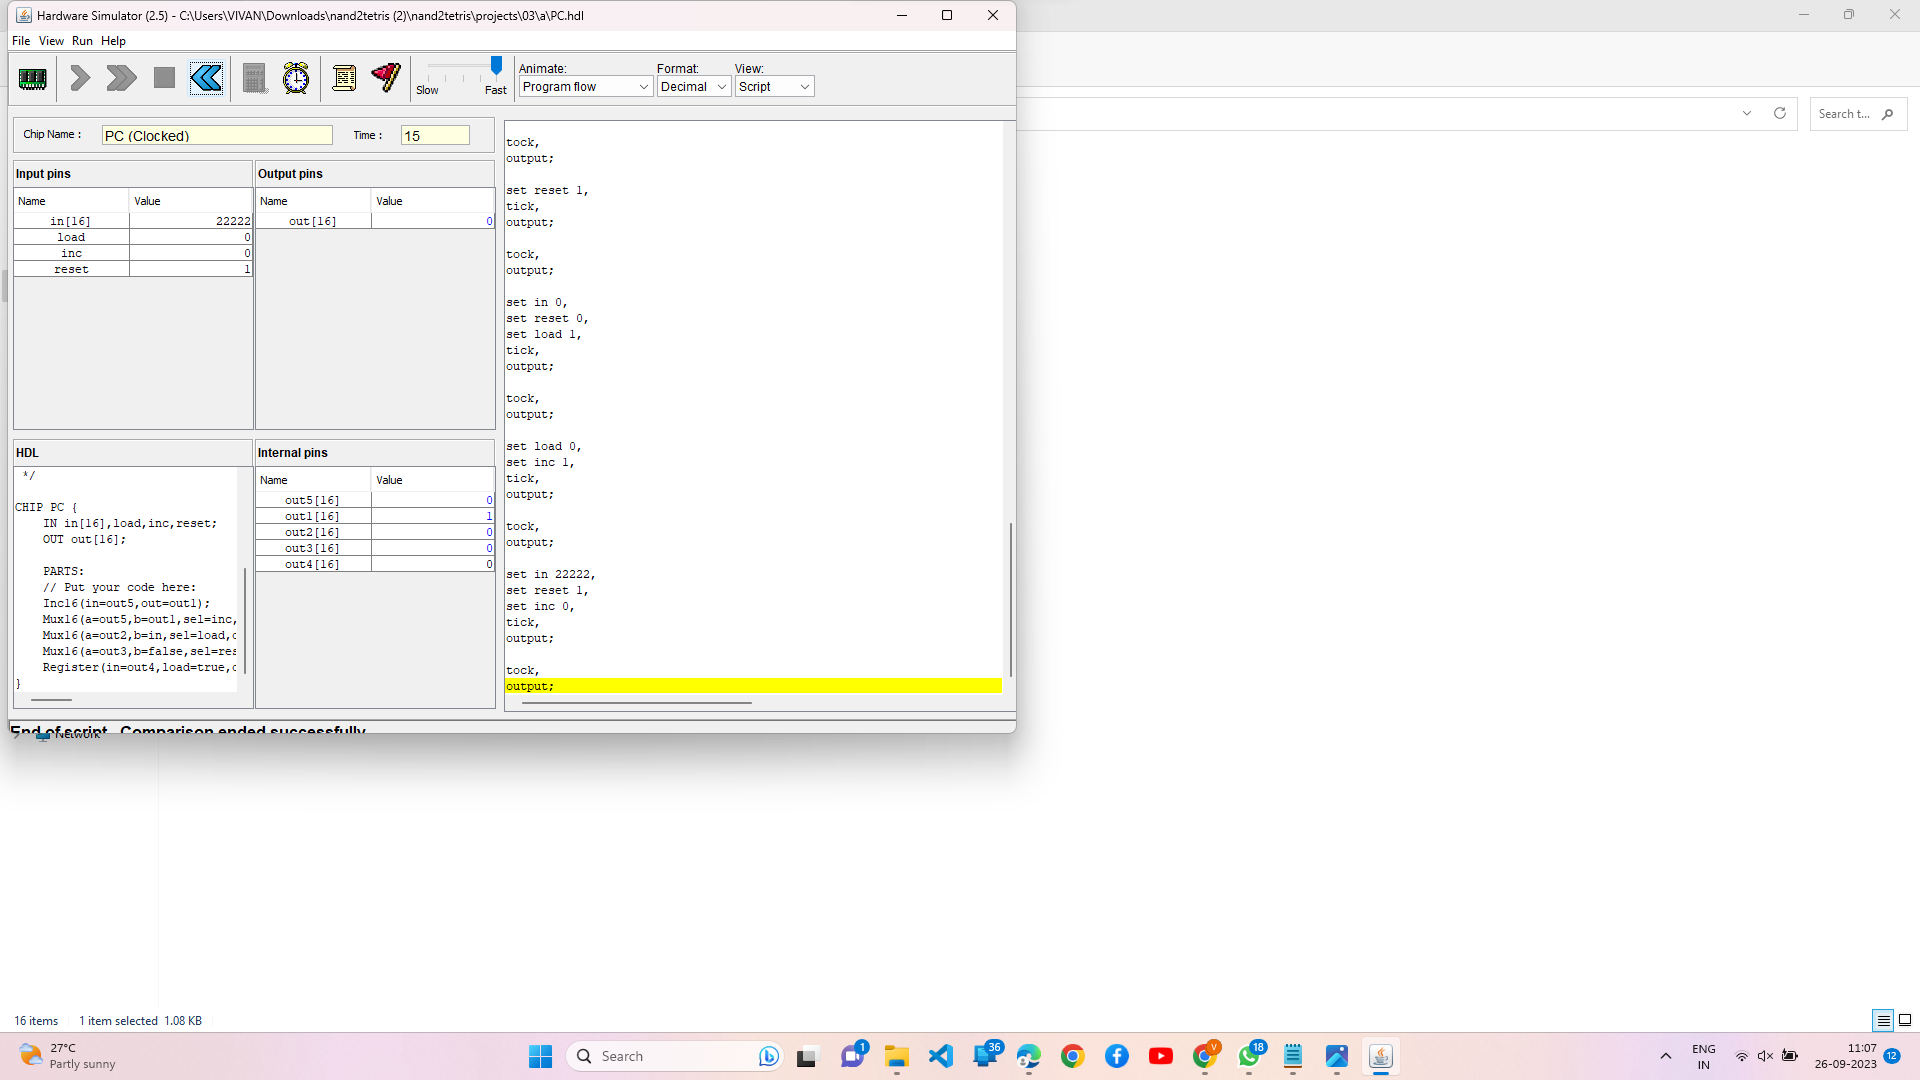 Hardware Simulator (2.5) - C:\Users\VIVAN\Downloads\nand2tetris (2)\nand2tetris\projects\03\a\PC.hdl
File View Run Help
Slow Fast
Animate:
Program flow
Format:
Decimal
View:
Script
Chip Name :
PC (Clocked)
Time :
15
Input pins
Name Value
in[16] 22222
load 0
inc 0
reset 1
Output pins
Name Value
out[16] 0
HDL
*/
CHIP PC {
IN in[16],load,inc,reset;
OUT out[16];
PARTS:
// Put your code here:
Inc16(in=out5,out=out1);
Mux16(a=out5,b=out1,sel=inc,
Mux16(a=out2,b=in,sel=load,o
Mux16(a=out3,b=false,sel=res
Register(in=out4,load=true,o
}
Internal pins
Name Value
out5[16] 0
out1[16] 1
out2[16] 0
out3[16] 0
out4[16] 0
tock,
output;
set reset 1,
tick,
output;
tock,
output;
set in 0,
set reset 0,
set load 1,
tick,
output;
tock,
output;
set load 0,
set inc 1,
tick,
output;
tock,
output;
set in 22222,
set reset 1,
set inc 0,
tick,
output;
tock,
output;
End of script - Comparison ended successfully
Network
Search t...
16 items 1 item selected 1.08 KB
27°C
Partly sunny
Search
1
36
V
18
ENG
IN
11:07
26-09-2023
12